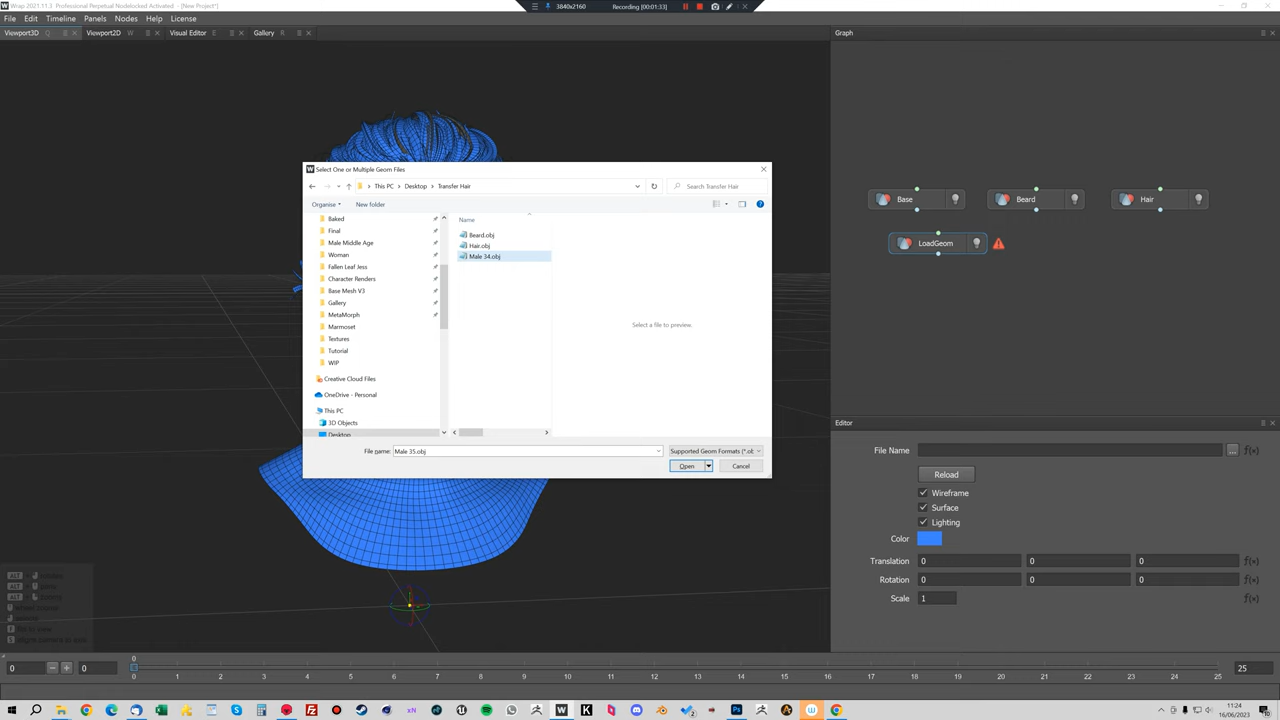 Wrap 2021.11.3  Professional Perpetual Nodelocked Activated  - [New Project*]
3840x2160
Recording [00:01:33]
File
Edit
Timeline
Panels
Nodes
Help
License
Viewport3D Q
Viewport2D W
Visual Editor E
Gallery R
Graph
Select One or Multiple Geom Files
This PC
Desktop
Transfer Hair
Search Transfer Hair
Organise
New folder
Baked
Final
Male Middle Age
Woman
Fallen Leaf Jess
Character Renders
Base Mesh V3
Gallery
MetaMorph
Marmoset
Textures
Tutorial
WIP
Creative Cloud Files
OneDrive - Personal
This PC
3D Objects
Desktop
Name
Beard.obj
Hair.obj
Male 34.obj
Select a file to preview.
File name:
Male 35.obj
Supported Geom Formats (*.ob
Open
Cancel
Base
Beard
Hair
LoadGeom
Editor
File Name
...
f(×)
Reload
Wireframe
Surface
Lighting
Color
Translation 0 0 0 f(×)
Rotation 0 0 0 f(×)
Scale 1 f(×)
ALT
ALT
ALT
0
0
0
0 1 2 3 4 5 6 7 8 9 10 11 12 13 14 15 16 17 18 19 20 21 22 23 24 25
25
11:24
16/06/2023